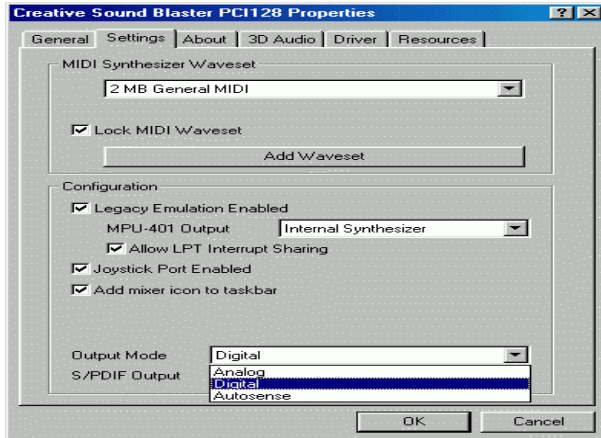 Creative Sound Blaster PCI128 Properties
General Settings About 3D Audio Driver Resources
MIDI Synthesizer Waveset
2 MB General MIDI
Lock MIDI Waveset
Add Waveset
Configuration
Legacy Emulation Enabled
MPU-401 Output Internal Synthesizer
Allow LPT Interrupt Sharing
Joystick Port Enabled
Add mixer icon to taskbar
Output Mode Digital
S/PDIF Output Analog
Digital
Autosense
OK Cancel